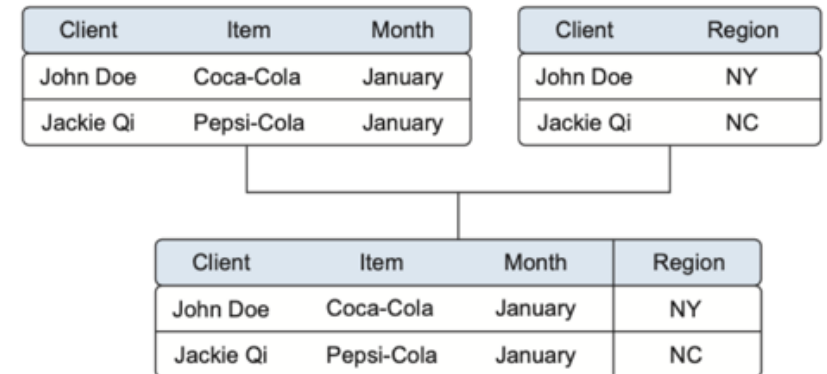 Client Item Month
John Doe Coca-Cola January
Jackie Qi Pepsi-Cola January
Client Region
John Doe NY
Jackie Qi NC
Client Item Month Region
John Doe Coca-Cola January NY
Jackie Qi Pepsi-Cola January NC